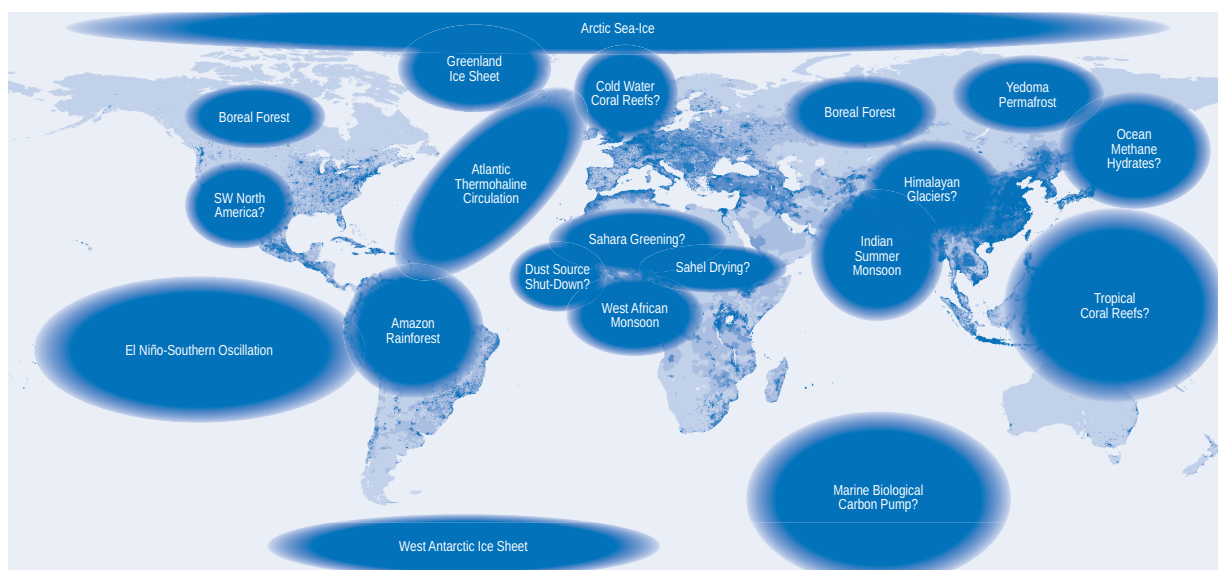 Arctic Sea-Ice
Greenland
Ice Sheet
Cold Water
Coral Reefs?
Yedoma
Permafrost
Boreal Forest
Boreal Forest
Ocean
Methane
Hydrates?
Atlantic
Thermohaline
Circulation
SW North
America?
Himalayan
Glaciers?
Sahara Greening?
Indian
Summer
Monsoon
Dust Source
Shut-Down?
Sahel Drying?
West African
Monsoon
Tropical
Coral Reefs?
Amazon
Rainforest
El Niño-Southern Oscillation
Marine Biological
Carbon Pump?
West Antarctic Ice Sheet